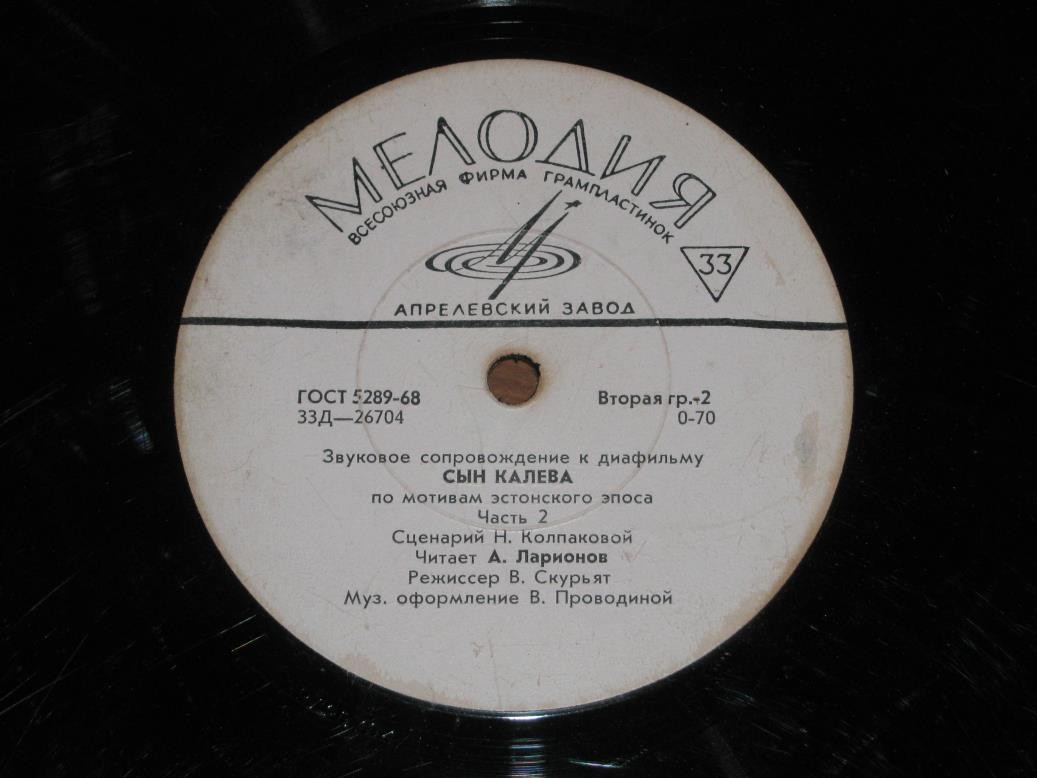 МЕЛОДИЯ
ВСЕСОЮЗНАЯ ФИРМА ГРАМПЛАСТИНОК
33
АПРЕЛЕВСКИЙ ЗАВОД
ГОСТ 5289-68 Вторая гр.-2
33Д—26704 0-70
Звуковое сопровождение к диафильму
СЫН КАЛЕВА
по мотивам эстонского эпоса
Часть 2
Сценарий Н. Колпаковой
Читает А. Ларионов
Режиссер В. Скурьят
Муз. оформление В. Проводиной